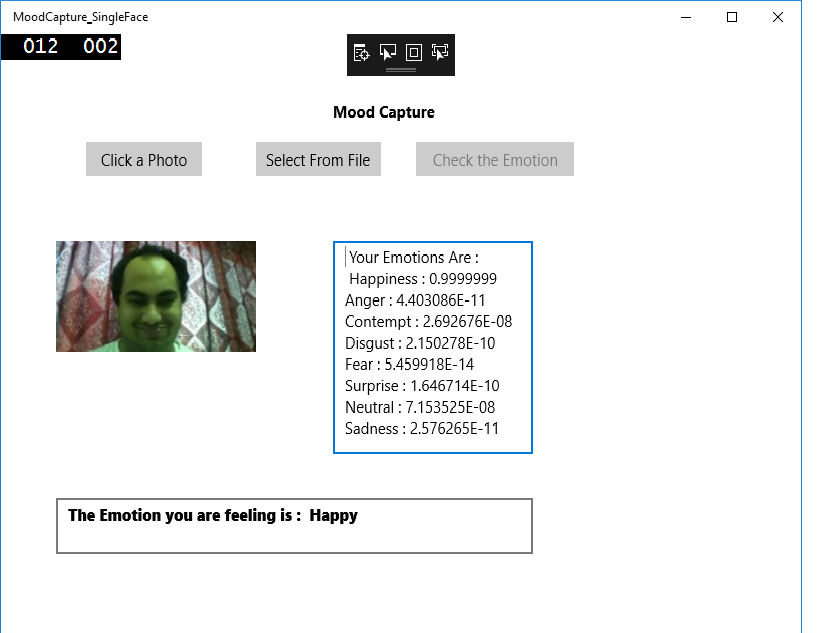 MoodCapture_SingleFace
012 002
Mood Capture
Click a Photo Select From File Check the Emotion
Your Emotions Are :
Happiness : 0.9999999
Anger : 4.403086E-11
Contempt : 2.692676E-08
Disgust : 2.150278E-10
Fear : 5.459918E-14
Surprise : 1.646714E-10
Neutral : 7.153525E-08
Sadness : 2.576265E-11
The Emotion you are feeling is : Happy